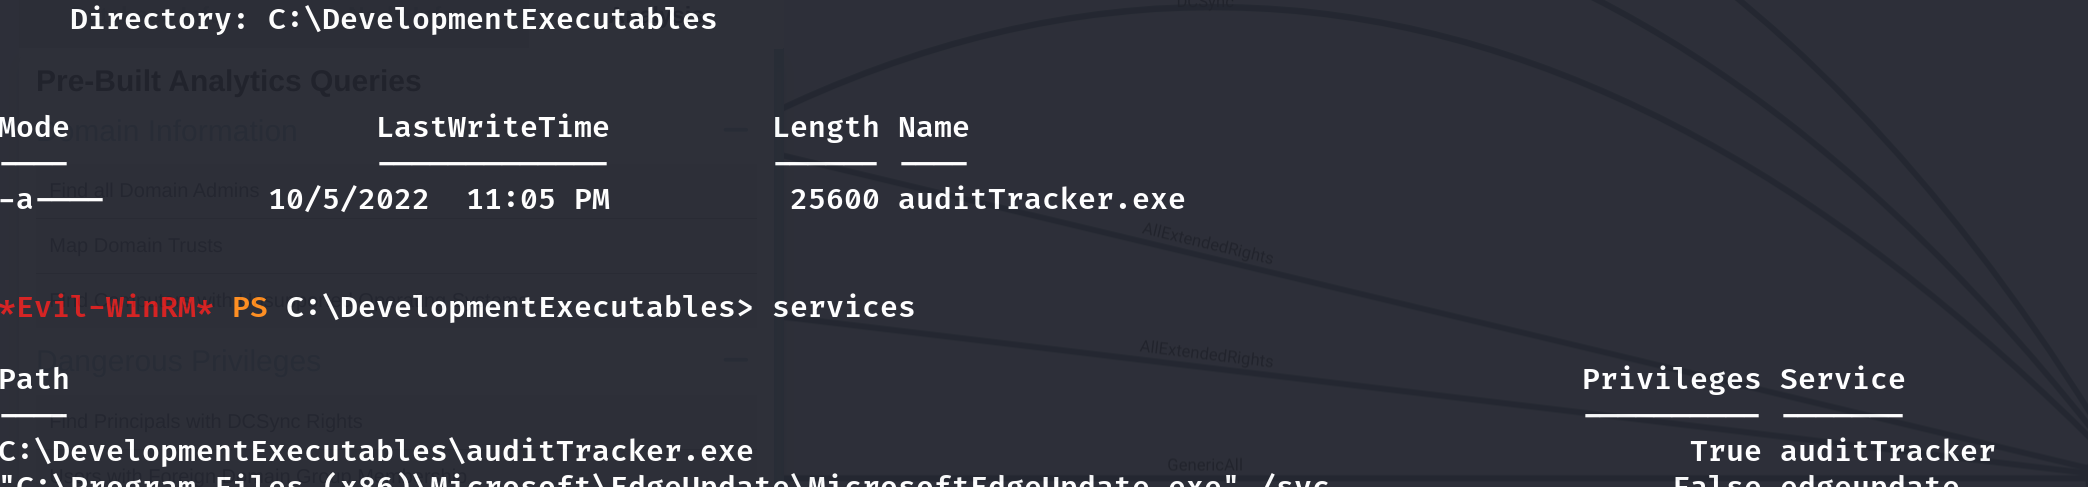 Directory: C:\DevelopmentExecutables
DCSync
Pre-Built Analytics Queries
Mode LastWriteTime Length Name
---- ------------- ------ ----
Domain Information
Find all Domain Admins
-a---- 10/5/2022 11:05 PM 25600 auditTracker.exe
Map Domain Trusts
AllExtendedRights
*Evil-WinRM* PS C:\DevelopmentExecutables> services
Dangerous Privileges
AllExtendedRights
Path Privileges Service
---- ---------- -------
Find Principals with DCSync Rights
C:\DevelopmentExecutables\auditTracker.exe True auditTracker
GenericAll
"C:\Program Files (x86)\Microsoft\EdgeUpdate\MicrosoftEdgeUpdate.exe" /svc False edgeupdate